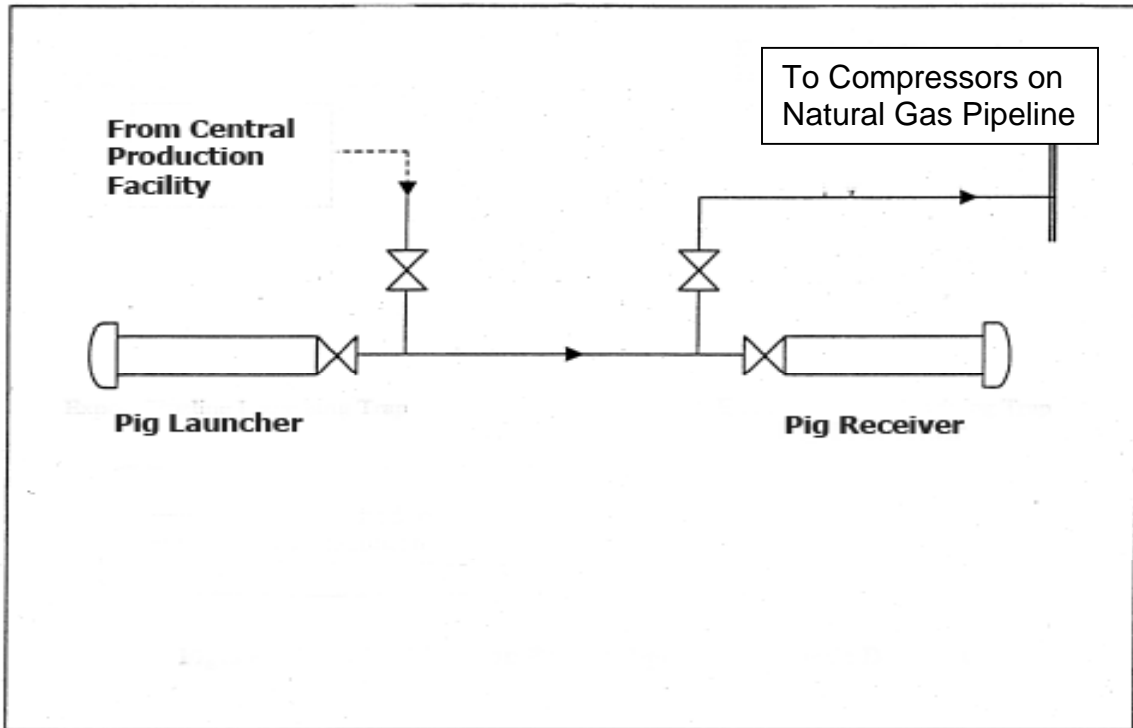 To Compressors on
Natural Gas Pipeline
From Central
Production
Facility
Pig Launcher
Pig Receiver